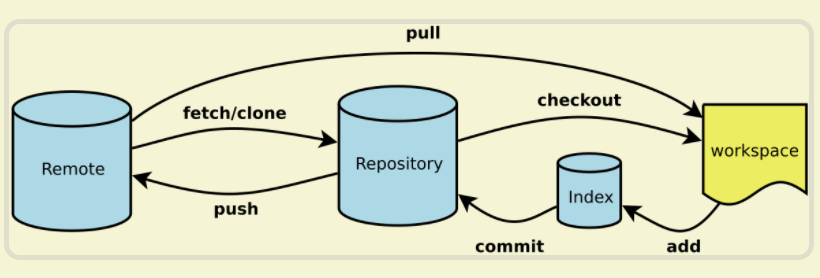 pull
fetch/clone
checkout
Remote
Repository
workspace
Index
push
commit
add